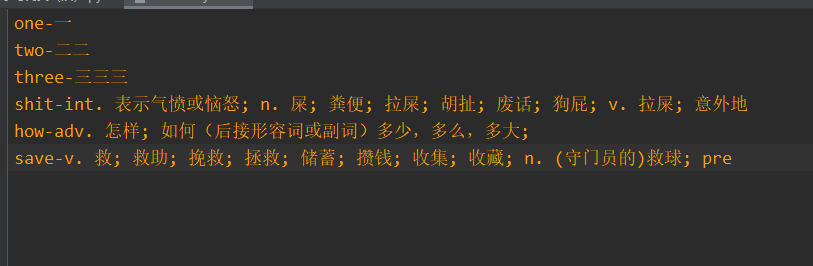 one-一
two-二二
three-三三三
shit-int. 表示气愤或恼怒; n. 屎; 粪便; 拉屎; 胡扯; 废话; 狗屁; v. 拉屎; 意外地
how-adv. 怎样; 如何（后接形容词或副词）多少，多么，多大;
save-v. 救; 救助; 挽救; 拯救; 储蓄; 攒钱; 收集; 收藏; n. (守门员的)救球; pre